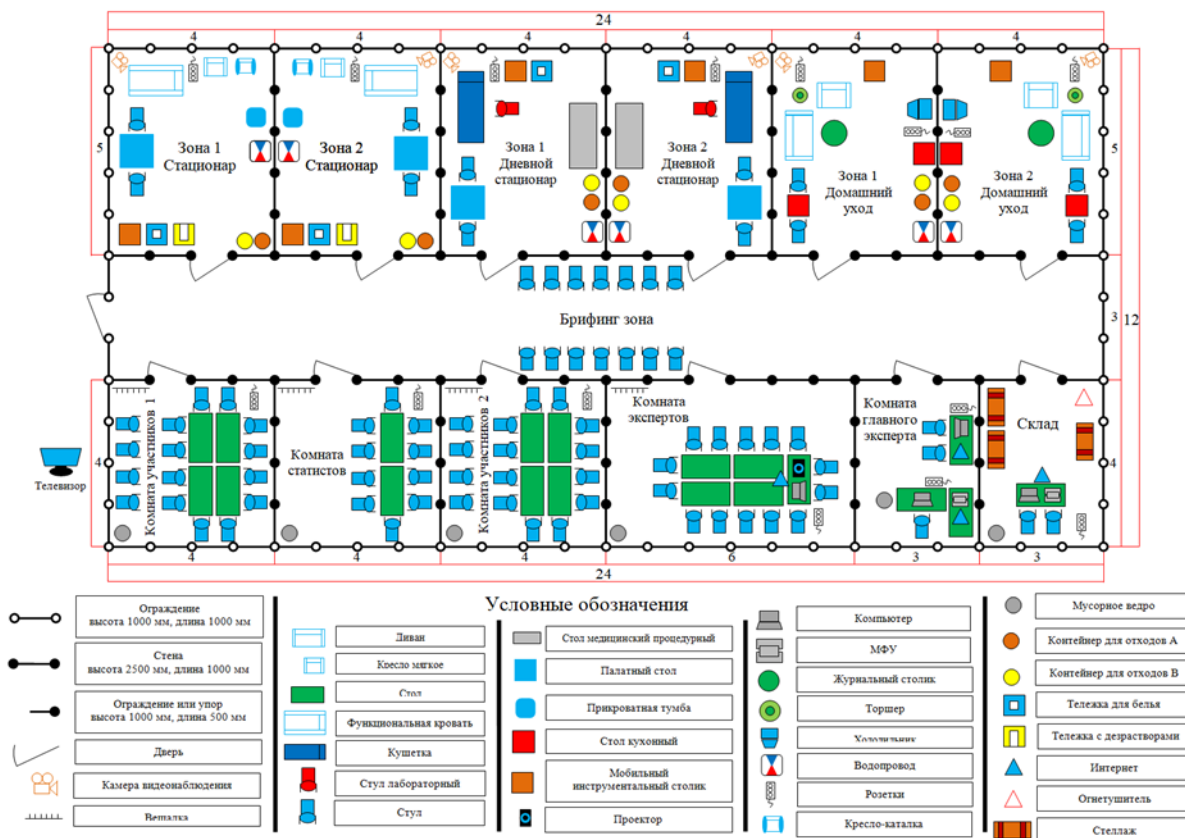 24
4
4
4
4
4
4
5
Зона 1
Стационар
Зона 2
Стационар
Зона 1
Дневной
стационар
Зона 2
Дневной
стационар
Зона 1
Домашний
уход
Зона 2
Домашний
уход
5
Брифинг зона
3
12
Телевизор
4
Комната участников 1
Комната
статистов
Комната участников 2
Комната
экспертов
Комната
главного
эксперта
Склад
4
4
4
4
6
3
3
24
Условные обозначения
Ограждение
высота 1000 мм, длина 1000 мм
Стена
высота 2500 мм, длина 1000 мм
Ограждение или упор
высота 1000 мм, длина 500 мм
Дверь
Камера видеонаблюдения
Вешалка
Диван
Кресло мягкое
Стол
Функциональная кровать
Кушетка
Стул лабораторный
Стул
Стол медицинский процедурный
Палатный стол
Прикроватная тумба
Стол кухонный
Мобильный
инструментальный столик
Проектор
Компьютер
МФУ
Журнальный столик
Торшер
Холодильник
Водопровод
Розетки
Кресло-каталка
Мусорное ведро
Контейнер для отходов А
Контейнер для отходов В
Тележка для белья
Тележка с дезрастворами
Интернет
Огнетушитель
Стеллаж